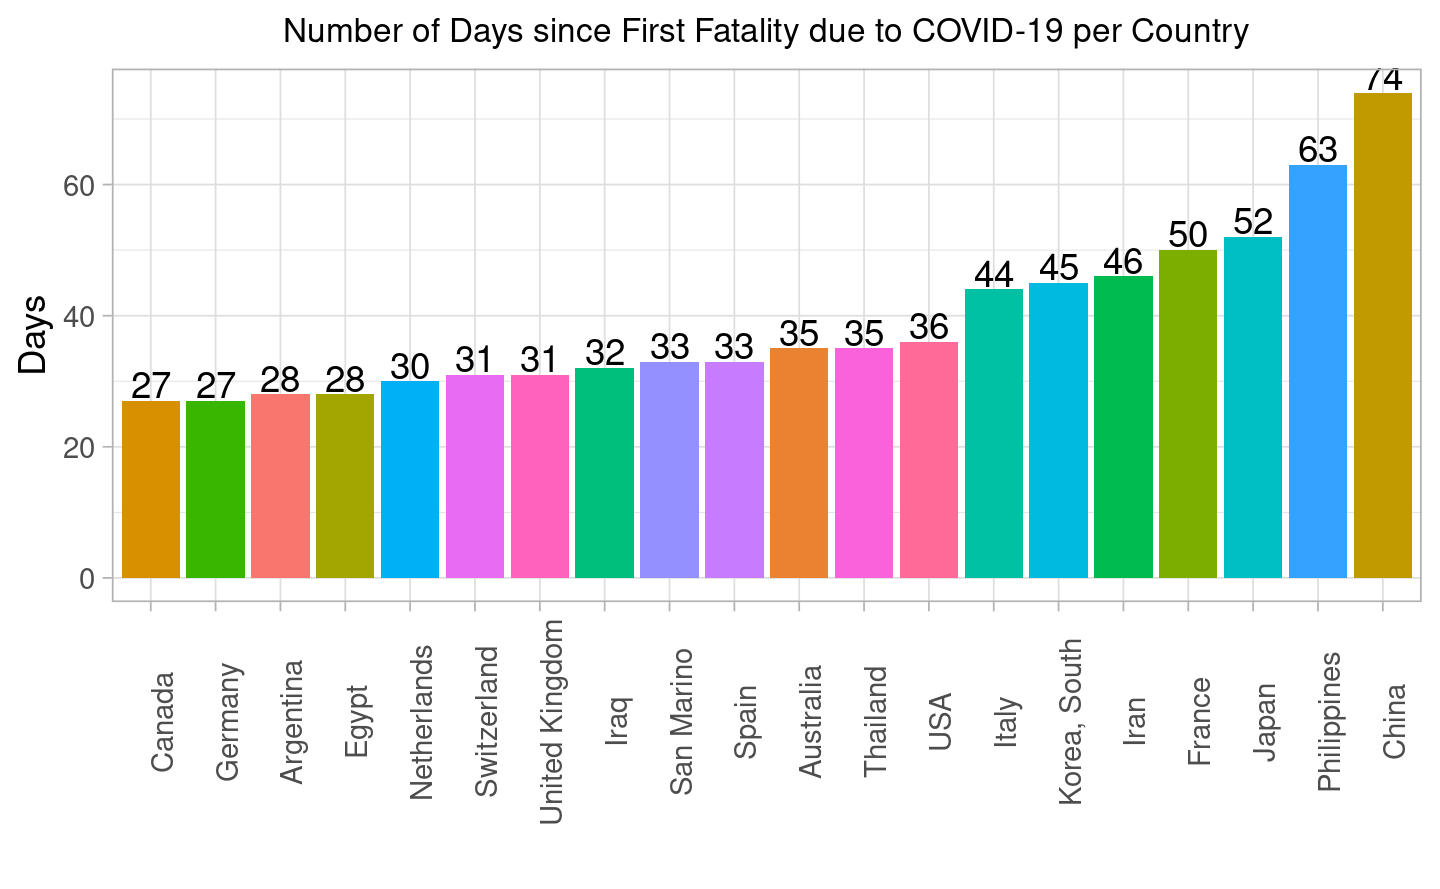 Number of Days since First Fatality due to COVID-19 per Country
74
63
60
52
50
46
45
44
40
36
35
35
33
33
32
31
31
30
28
28
27
27
20
0
Days
Canada
Germany
Argentina
Egypt
Netherlands
Switzerland
United Kingdom
Iraq
San Marino
Spain
Australia
Thailand
USA
Italy
Korea, South
Iran
France
Japan
Philippines
China